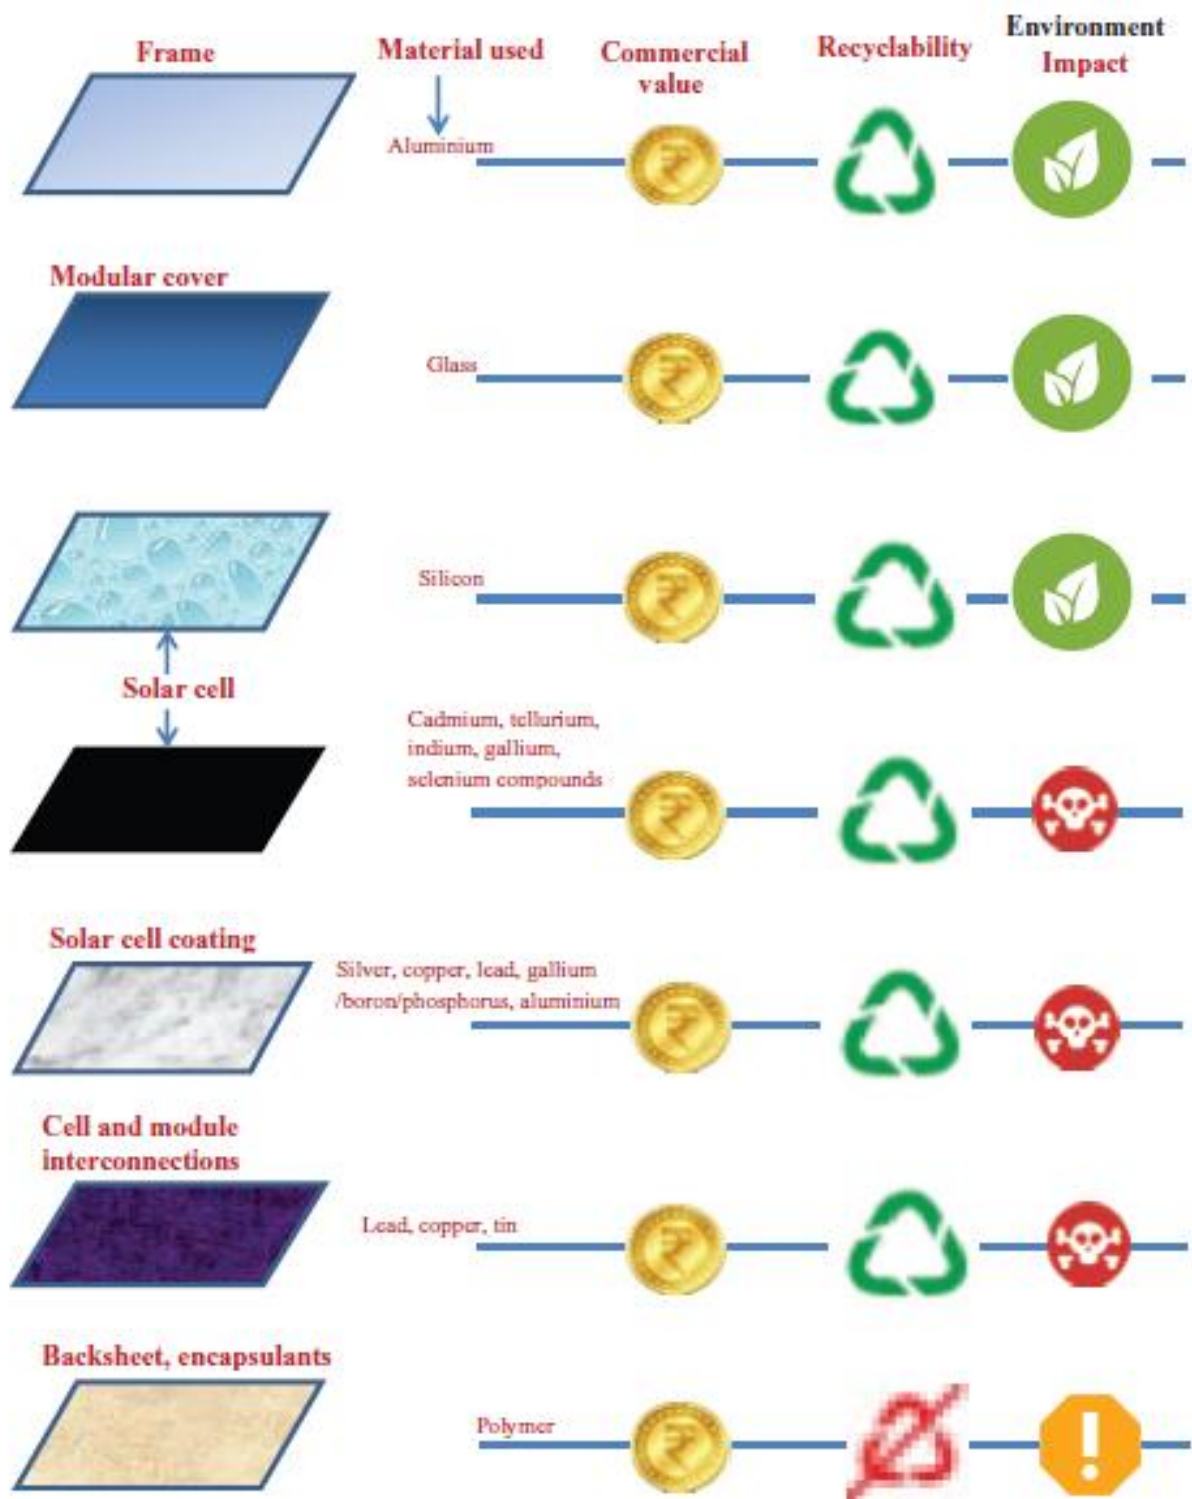 Frame
Material used
Commercial
value
Recyclability
Environment
Impact
Aluminium
Modular cover
Glass
Silicon
Solar cell
Cadmium, tellurium,
indium, gallium,
selenium compounds
Solar cell coating
Silver, copper, lead, gallium
/boron/phosphorus, aluminium
Cell and module
interconnections
Lead, copper, tin
Backsheet, encapsulants
Polymer